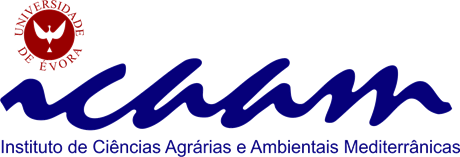 UNIVERSIDADE DE ÉVORA
icaam
Instituto de Ciências Agrárias e Ambientais Mediterrânicas